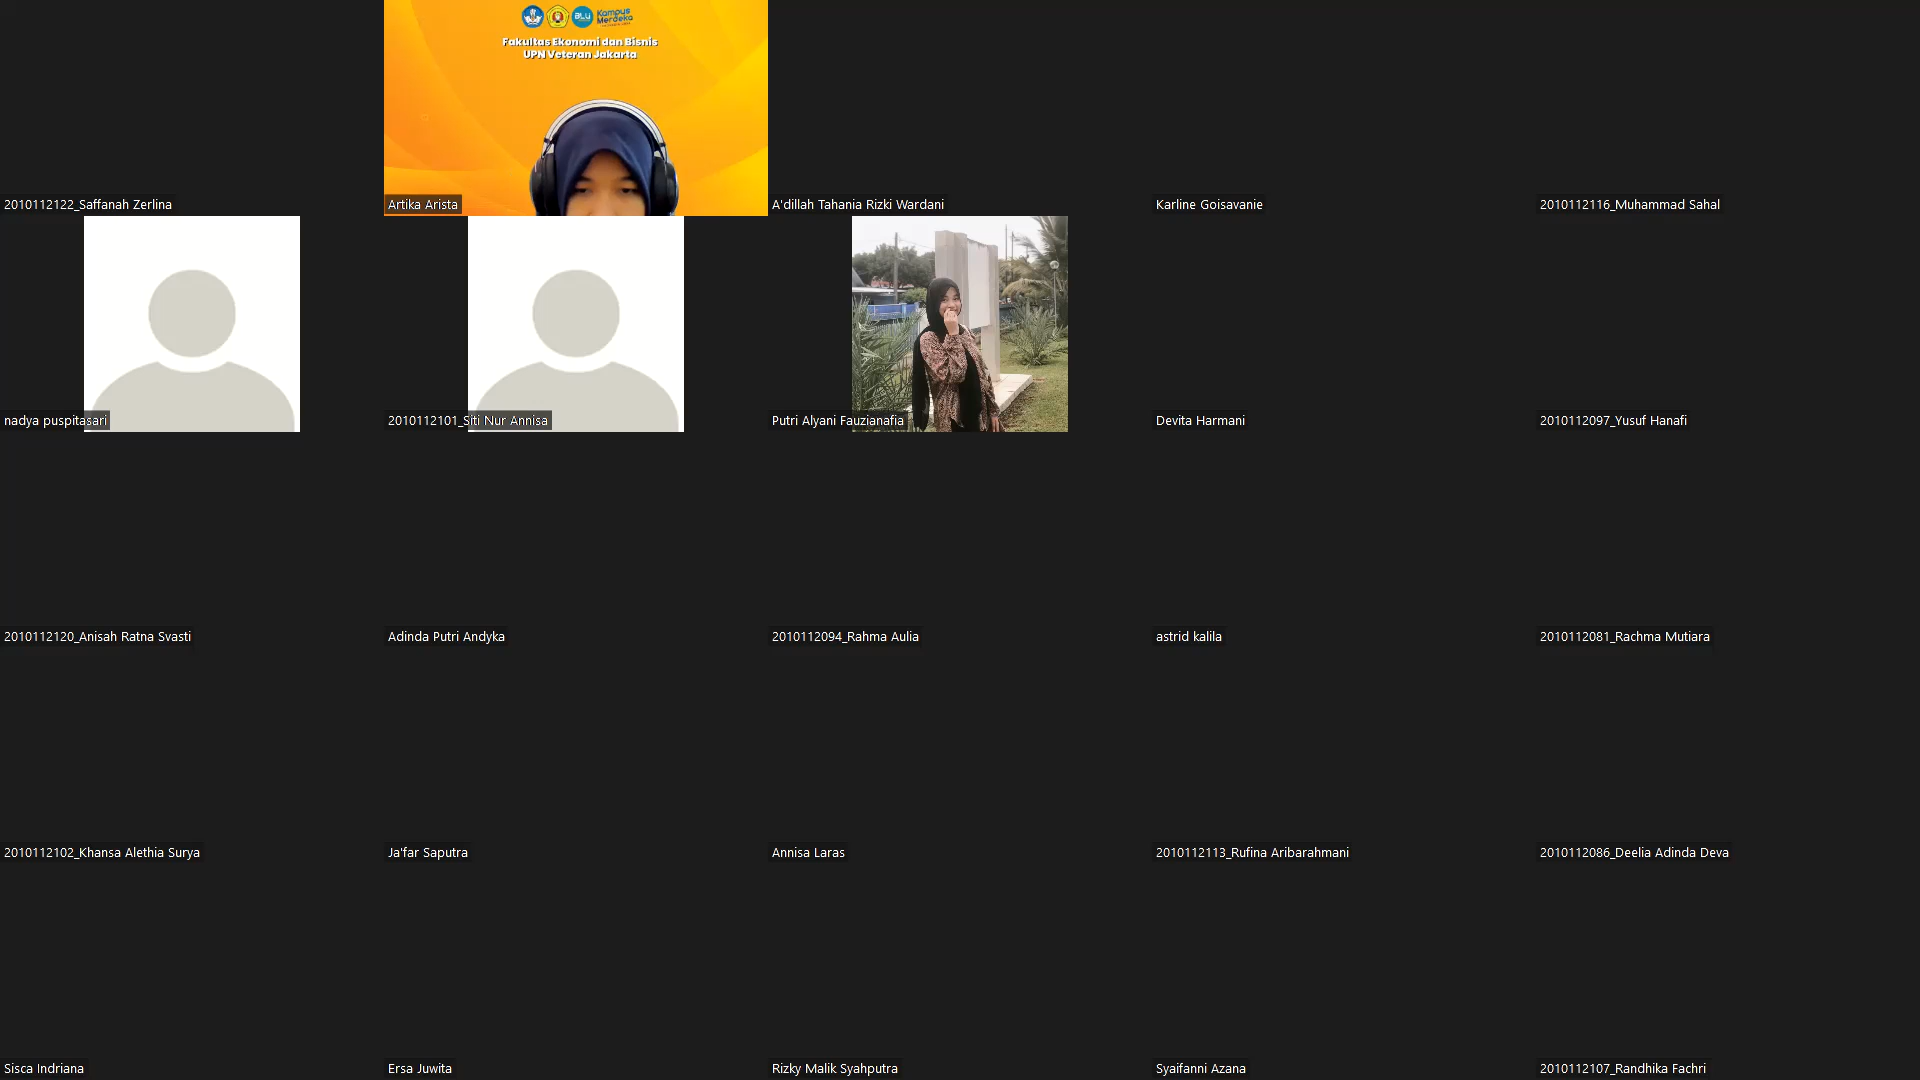 BLU
Kampus
Merdeka
Fakultas Ekonomi dan Bisnis
UPN Veteran Jakarta
2010112122_Saffanah Zerlina
Artika Arista
A'dillah Tahania Rizki Wardani
Karline Goisavanie
2010112116_Muhammad Sahal
nadya puspitasari
2010112101_Siti Nur Annisa
Putri Alyani Fauzianafia
Devita Harmani
2010112097_Yusuf Hanafi
2010112120_Anisah Ratna Svasti
Adinda Putri Andyka
2010112094_Rahma Aulia
astrid kalila
2010112081_Rachma Mutiara
2010112102_Khansa Alethia Surya
Ja'far Saputra
Annisa Laras
2010112113_Rufina Aribarahmani
2010112086_Deelia Adinda Deva
Sisca Indriana
Ersa Juwita
Rizky Malik Syahputra
Syaifanni Azana
2010112107_Randhika Fachri